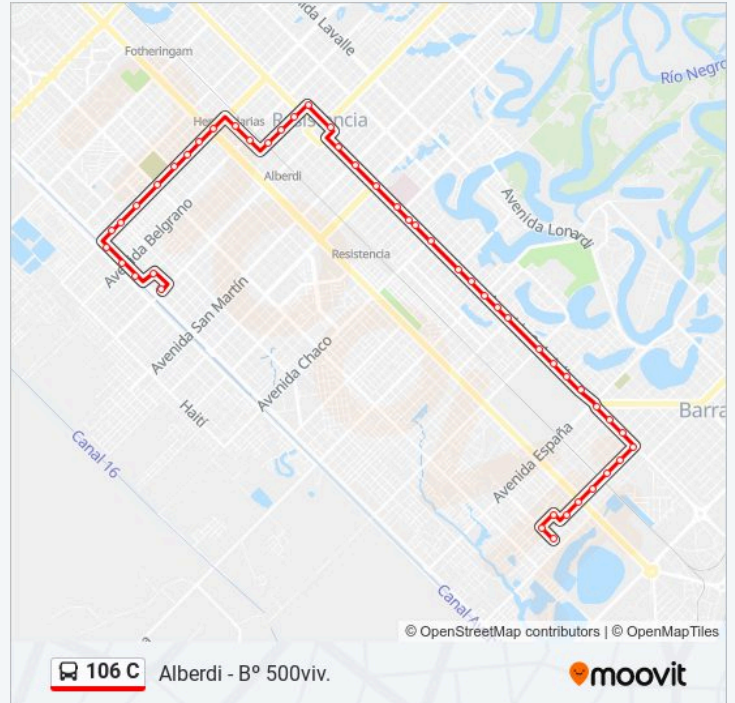 ida Lavalle
Fotheringam
Río Negro
Resistencia
Alberdi
Avenida Lonardi
Avenida Belgrano
Resistencia
Avenida San Martín
Avenida Chaco
Haití
Barra
Avenida España
Canal 16
Canal A
© OpenStreetMap contributors | © OpenMapTiles
106 C Alberdi - Bº 500viv.
moovit